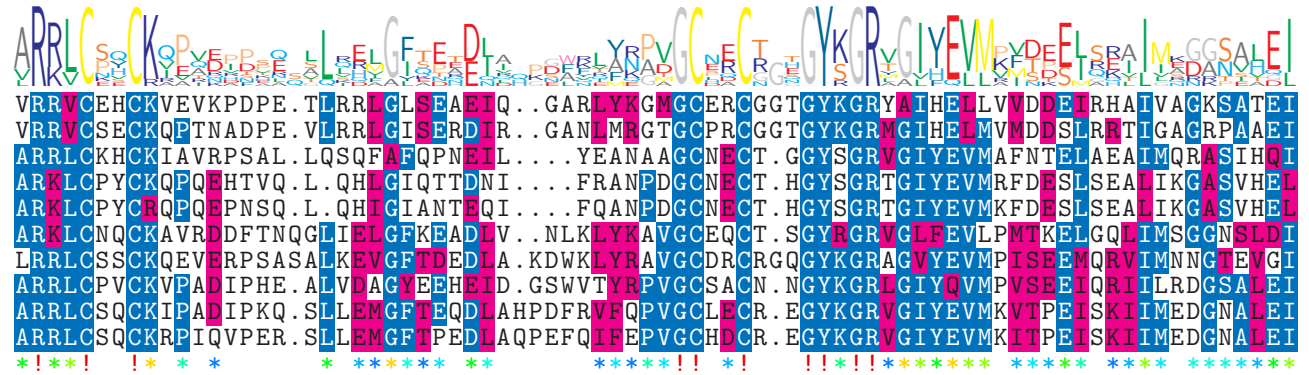 VRRVCEHCKVEVKPDPE.TLRRLGLSEAEIQ..GARLYKGMGCERCGGTGYKGRYAIHELLVVDDEIRHAIVAGKSATEI
VRRVCSECKQPTNADPE.VLRRLGISERDIR..GANLMRGTGCPRCGGTGYKGRMGIHELMVMDDSLRRTIGAGRPAAEI
ARRLCKHCKIAVRPSAL.LQSQFAFQPNEIL....YEANAAGCNECT.GGYSGRVGIYEVMAFNTELAEAIMQRASIHQI
ARKLCPYCKQPQEHTVQ.L.QHLGIQTTDNI....FRANPDGCNECT.HGYSGRTGIYEVMRFDESLSEALIKGASVHEL
ARKLCPYCRQPQEPNSQ.L.QHIGIANTEQI....FQANPDGCNECT.HGYSGRTGIYEVMKFDESLSEALIKGASVHEL
ARKLCNQCKAVRDDFTNQGLIELGFKEADLV..NLKLYKAVGCEQCT.SGYRGRVGLFEVLPMTKELGQLIMSGGNSLDI
LRRLCSSCKQEVERPSASALKEVGFTDEDLA.KDWKLYRAVGCDRCRGQGYKGRAGVYEVMPISEEMQRVIMNNGTEVGI
ARRLCPVCKVPADIPHE.ALVDAGYEEHEID.GSWVTYRPVGCSACN.NGYKGRLGIYQVMPVSEEIQRIILRDGSALEI
ARRLCSQCKIPADIPKQ.SLLEMGFTEQDLAHPDFRVFQPVGCLECR.EGYKGRVGIYEVMKVTPEISKIIMEDGNALEI
ARRLCSQCKRPIQVPER.SLLEMGFTPEDLAQPEFQIFEPVGCHDCR.EGYKGRVGIYEVMKITPEISKIIMEDGNALEI
*!**!  !* * *      * ****** **      *****!!  !   !!*!!******* ***** **** *******